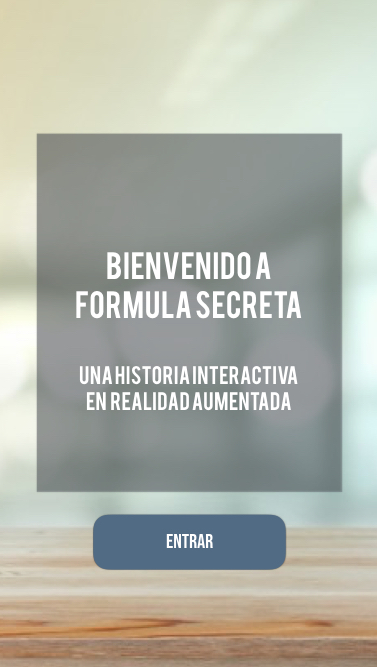 BIENVENIDO A
FORMULA SECRETA
UNA HISTORIA INTERACTIVA
EN REALIDAD AUMENTADA
ENTRAR